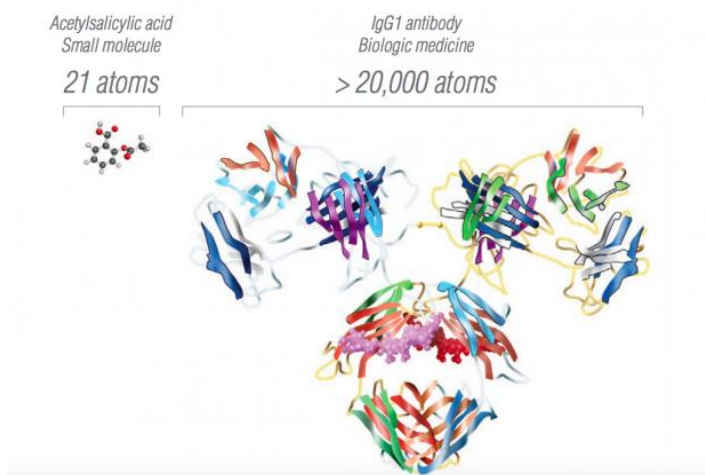 Acetylsalicylic acid
Small molecule
21 atoms
IgG1 antibody
Biologic medicine
> 20,000 atoms